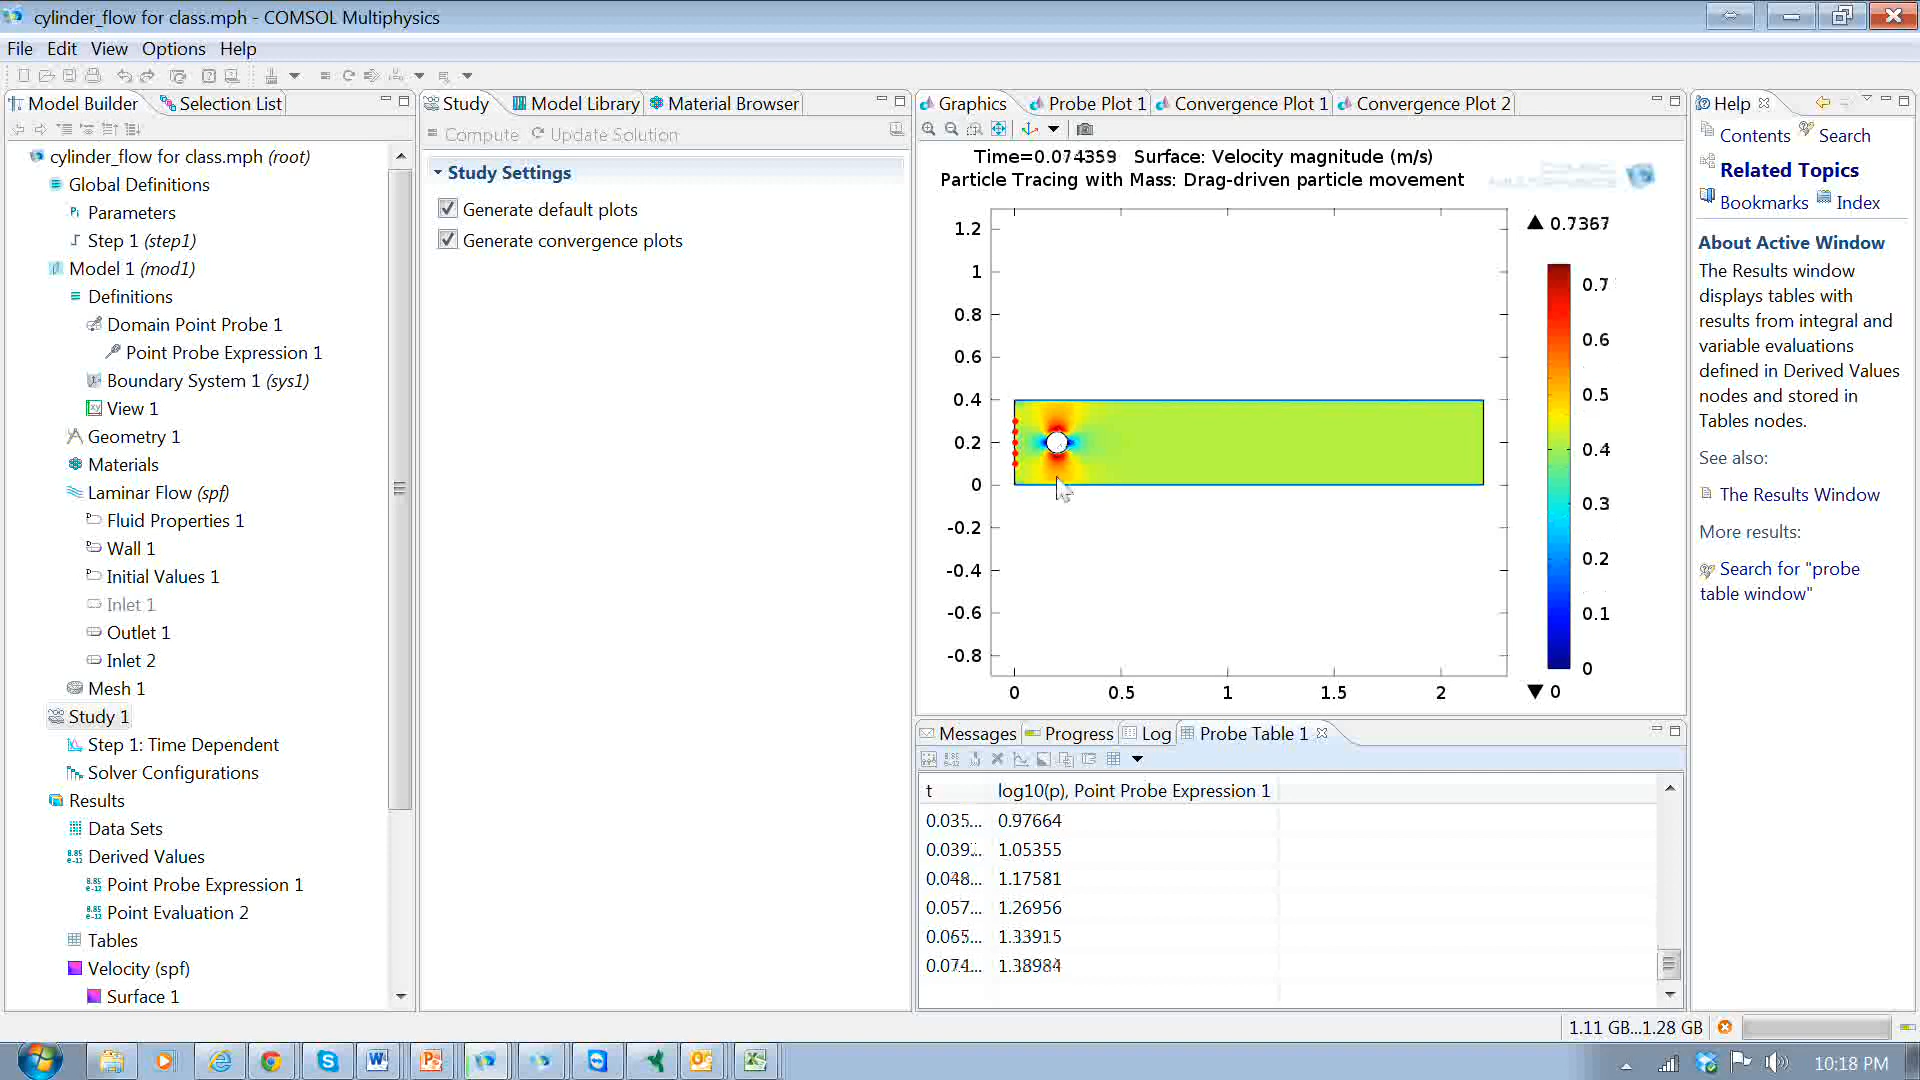 cylinder_flow for class.mph - COMSOL Multiphysics
File Edit View Options Help
Model Builder
Selection List
cylinder_flow for class.mph (root)
Global Definitions
Parameters
Step 1 (step1)
Model 1 (mod1)
Definitions
Domain Point Probe 1
Point Probe Expression 1
Boundary System 1 (sys1)
View 1
Geometry 1
Materials
Laminar Flow (spf)
Fluid Properties 1
Wall 1
Initial Values 1
Inlet 1
Outlet 1
Inlet 2
Mesh 1
Study 1
Step 1: Time Dependent
Solver Configurations
Results
Data Sets
Derived Values
Point Probe Expression 1
Point Evaluation 2
Tables
Velocity (spf)
Surface 1
Study
Model Library
Material Browser
Compute
Update Solution
Study Settings
Generate default plots
Generate convergence plots
Graphics
Probe Plot 1
Convergence Plot 1
Convergence Plot 2
Time=0.074359 Surface: Velocity magnitude (m/s)
Particle Tracing with Mass: Drag-driven particle movement
1.2
1
0.8
0.6
0.4
0.2
0
-0.2
-0.4
-0.6
-0.8
0 0.5 1 1.5 2
0.7367
0.7
0.6
0.5
0.4
0.3
0.2
0.1
0
0
Messages
Progress
Log
Probe Table 1
t log10(p), Point Probe Expression 1
0.035... 0.97664
0.039... 1.05355
0.048... 1.17581
0.057... 1.26956
0.065... 1.33915
0.074... 1.38984
Help
Contents
Search
Related Topics
Bookmarks
Index
About Active Window
The Results window
displays tables with
results from integral and
variable evaluations
defined in Derived Values
nodes and stored in
Tables nodes.
See also:
The Results Window
More results:
Search for "probe
table window"
1.11 GB...1.28 GB
10:18 PM